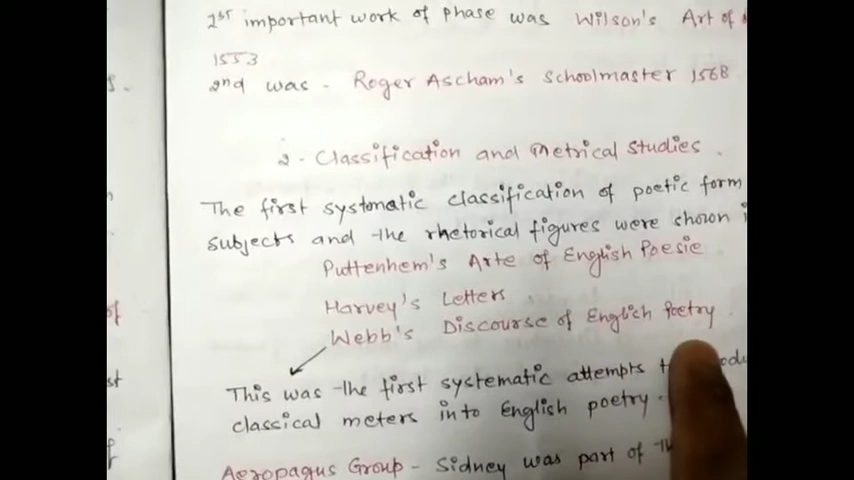 1st important work of phase was Wilson's Art of
1553
2nd was - Roger Ascham's Schoolmaster 1568
2 - Classification and Metrical Studies
The first systematic classification of poetic form
subjects and the rhetorical figures were shown
Puttenhem's Arte of English Poesie
Harvey's Letters
Webb's Discourse of English Poetry
This was the first systematic attempts
classical meters into English poetry.
Aeropagus Group - Sidney was part of
of
st